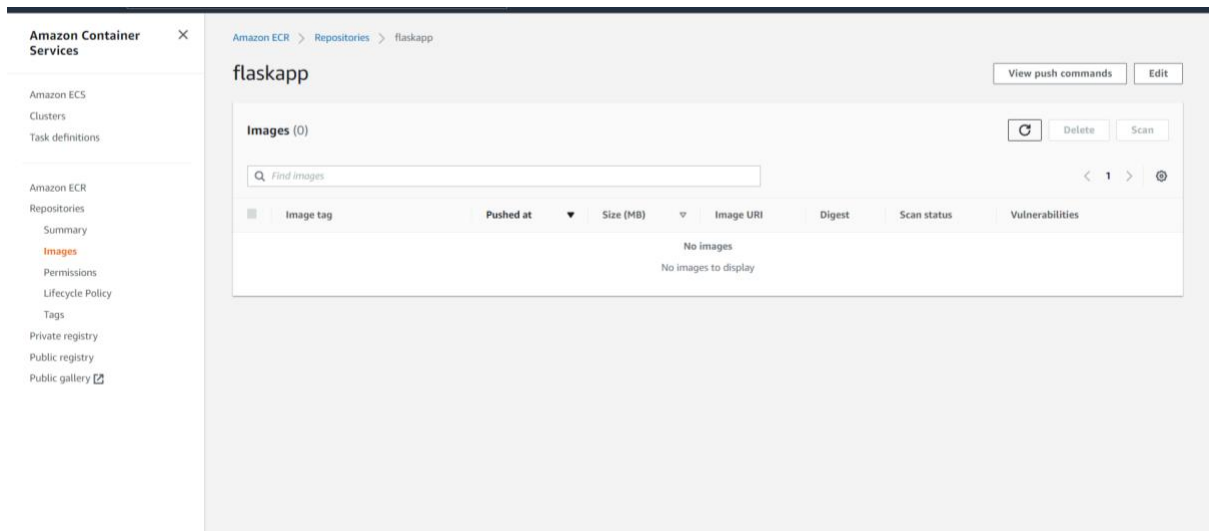 Amazon Container
Services
Amazon ECS
Clusters
Task definitions
Amazon ECR
Repositories
Summary
Images
Permissions
Lifecycle Policy
Tags
Private registry
Public registry
Public gallery
Amazon ECR > Repositories > flaskapp
flaskapp
View push commands Edit
Images (0)
Delete Scan
Find images
< 1 >
Image tag Pushed at Size (MB) Image URI Digest Scan status Vulnerabilities
No images
No images to display